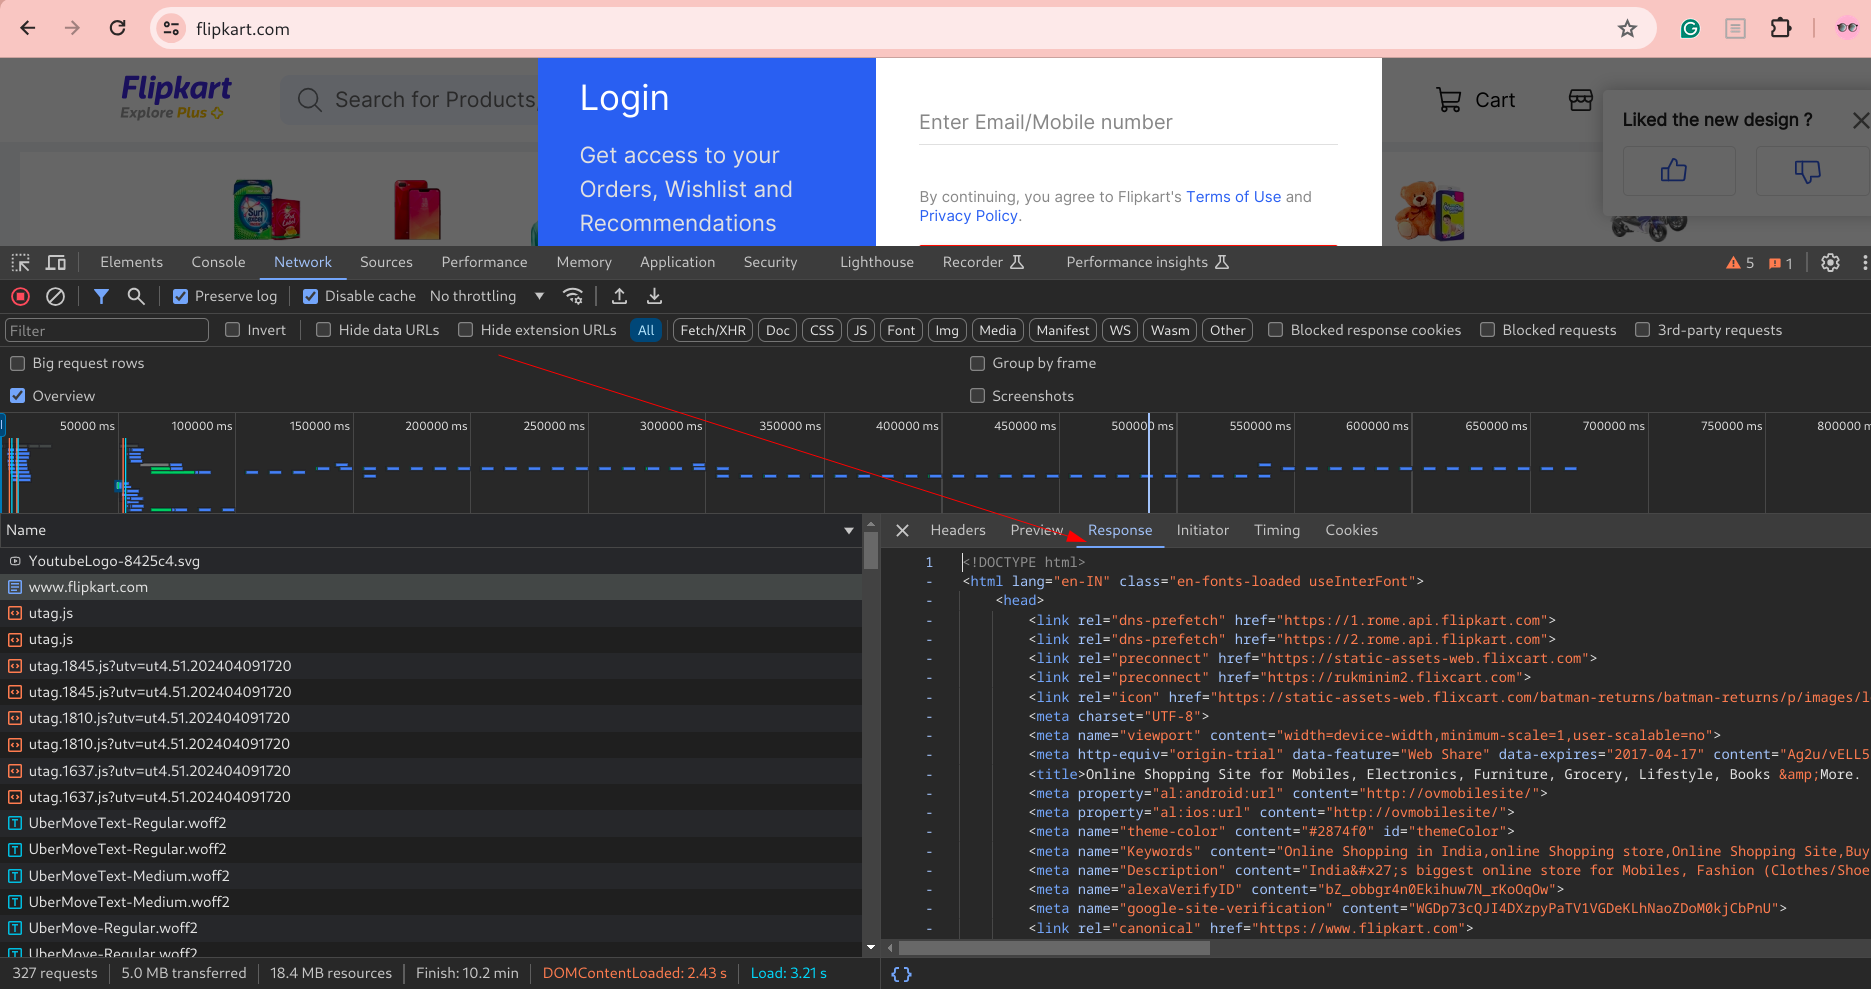 flipkart.com
Flipkart
Explore Plus
Search for Products,
Login
Get access to your
Orders, Wishlist and
Recommendations
Enter Email/Mobile number
By continuing, you agree to Flipkart's Terms of Use and
Privacy Policy.
Cart
Liked the new design ?
Elements Console Network Sources Performance Memory Application Security Lighthouse Recorder Performance insights 5 1
Preserve log Disable cache No throttling
Filter Invert Hide data URLs Hide extension URLs All Fetch/XHR Doc CSS JS Font Img Media Manifest WS Wasm Other Blocked response cookies Blocked requests 3rd-party requests
Big request rows Group by frame
Overview Screenshots
50000 ms 100000 ms 150000 ms 200000 ms 250000 ms 300000 ms 350000 ms 400000 ms 450000 ms 500000 ms 550000 ms 600000 ms 650000 ms 700000 ms 750000 ms 800000 m
Name
YoutubeLogo-8425c4.svg
www.flipkart.com
utag.js
utag.js
utag.1845.js?utv=ut4.51.202404091720
utag.1845.js?utv=ut4.51.202404091720
utag.1810.js?utv=ut4.51.202404091720
utag.1810.js?utv=ut4.51.202404091720
utag.1637.js?utv=ut4.51.202404091720
utag.1637.js?utv=ut4.51.202404091720
UberMoveText-Regular.woff2
UberMoveText-Regular.woff2
UberMoveText-Medium.woff2
UberMoveText-Medium.woff2
UberMove-Regular.woff2
UberMove-Regular.woff2
Headers Preview Response Initiator Timing Cookies
1 <!DOCTYPE html>
- <html lang="en-IN" class="en-fonts-loaded useInterFont">
- <head>
- <link rel="dns-prefetch" href="https://1.rome.api.flipkart.com">
- <link rel="dns-prefetch" href="https://2.rome.api.flipkart.com">
- <link rel="preconnect" href="https://static-assets-web.flixcart.com">
- <link rel="preconnect" href="https://rukminim2.flixcart.com">
- <link rel="icon" href="https://static-assets-web.flixcart.com/batman-returns/batman-returns/p/images/l
- <meta charset="UTF-8">
- <meta name="viewport" content="width=device-width,minimum-scale=1,user-scalable=no">
- <meta http-equiv="origin-trial" data-feature="Web Share" data-expires="2017-04-17" content="Ag2u/vELL5
- <title>Online Shopping Site for Mobiles, Electronics, Furniture, Grocery, Lifestyle, Books &amp;More.
- <meta property="al:android:url" content="http://ovmobilesite/">
- <meta property="al:ios:url" content="http://ovmobilesite/">
- <meta name="theme-color" content="#2874f0" id="themeColor">
- <meta name="Keywords" content="Online Shopping in India,online Shopping store,Online Shopping Site,Buy
- <meta name="Description" content="India&#x27;s biggest online store for Mobiles, Fashion (Clothes/Shoe
- <meta name="alexaVerifyID" content="bZ_obbgr4n0Ekihuw7N_rKoOqOw">
- <meta name="google-site-verification" content="WGDp73cQJI4DXzpyPaTV1VGDeKLhNaoZDoM0kjCbPnU">
- <link rel="canonical" href="https://www.flipkart.com">
327 requests 5.0 MB transferred 18.4 MB resources Finish: 10.2 min DOMContentLoaded: 2.43 s Load: 3.21 s {}